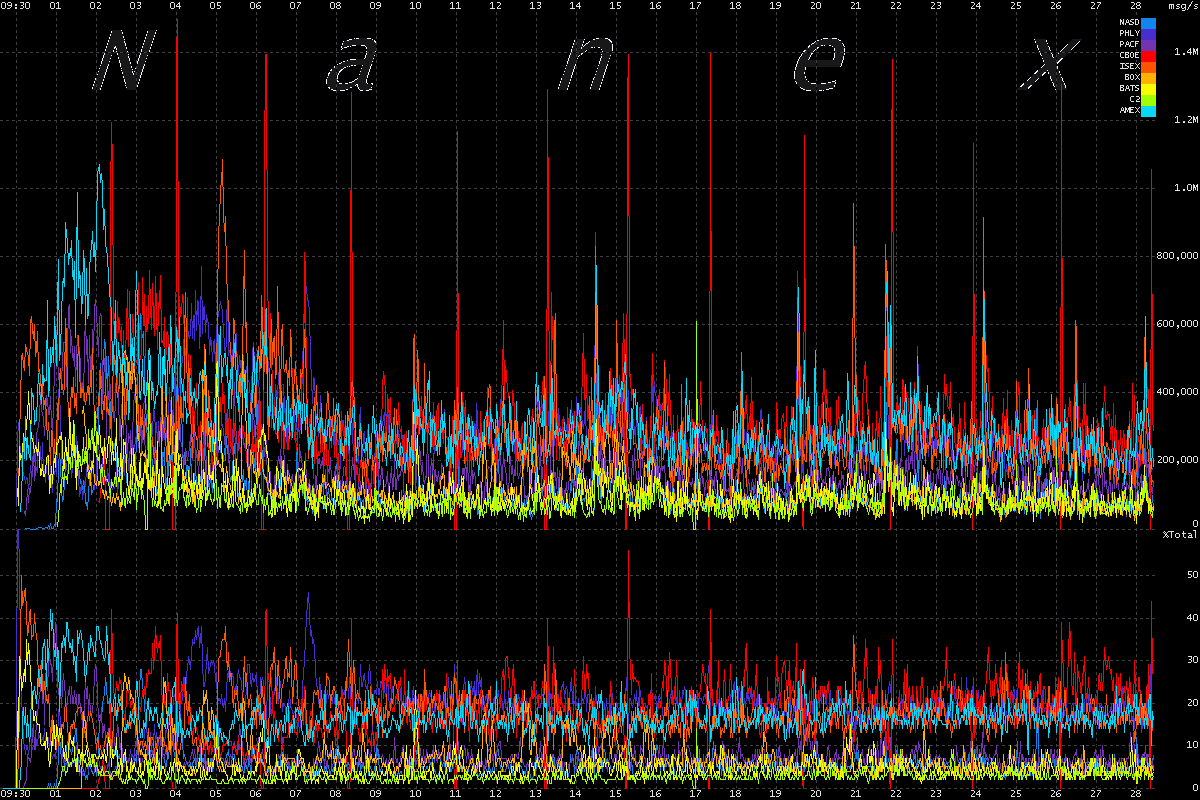 09:30 01 02 03 04 05 06 07 08 09 10 11 12 13 14 15 16 17 18 19 20 21 22 23 24 25 26 27 28 msg/s
N a n e x
NASD
PHLY
PACF
CBOE
ISEX
BOX
BATS
C2
AMEX
1.4M
1.2M
1.0M
800,000
600,000
400,000
200,000
0
%Total
50
40
30
20
10
0
09:30 01 02 03 04 05 06 07 08 09 10 11 12 13 14 15 16 17 18 19 20 21 22 23 24 25 26 27 28